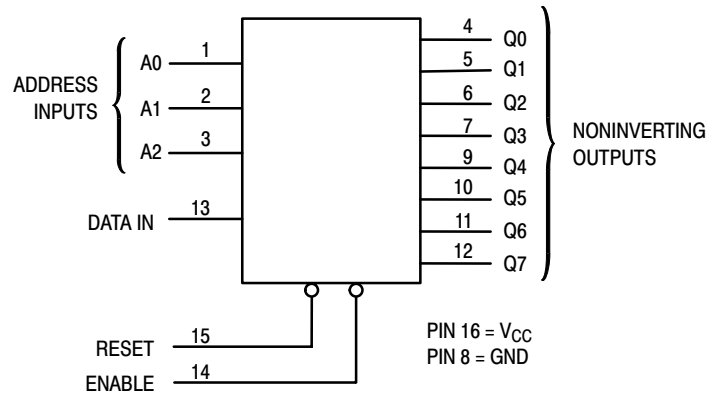 ADDRESS
INPUTS
A0 1
A1 2
A2 3
DATA IN 13
4 Q0
5 Q1
6 Q2
7 Q3
9 Q4
10 Q5
11 Q6
12 Q7
NONINVERTING
OUTPUTS
RESET 15
ENABLE 14
PIN 16 = VCC
PIN 8 = GND